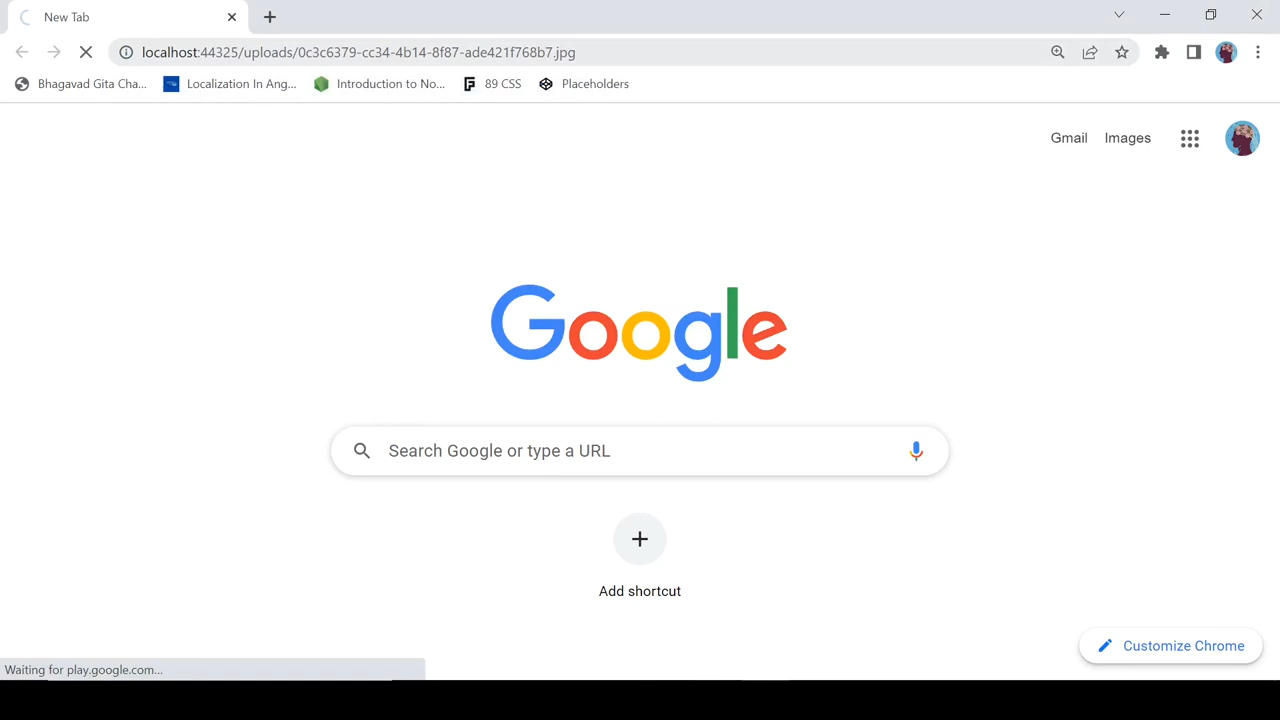 New Tab
localhost:44325/uploads/0c3c6379-cc34-4b14-8f87-ade421f768b7.jpg
Bhagavad Gita Cha... Localization In Ang... Introduction to No... 89 CSS Placeholders
Gmail Images
Google
Search Google or type a URL
Add shortcut
Customize Chrome
Waiting for play.google.com...